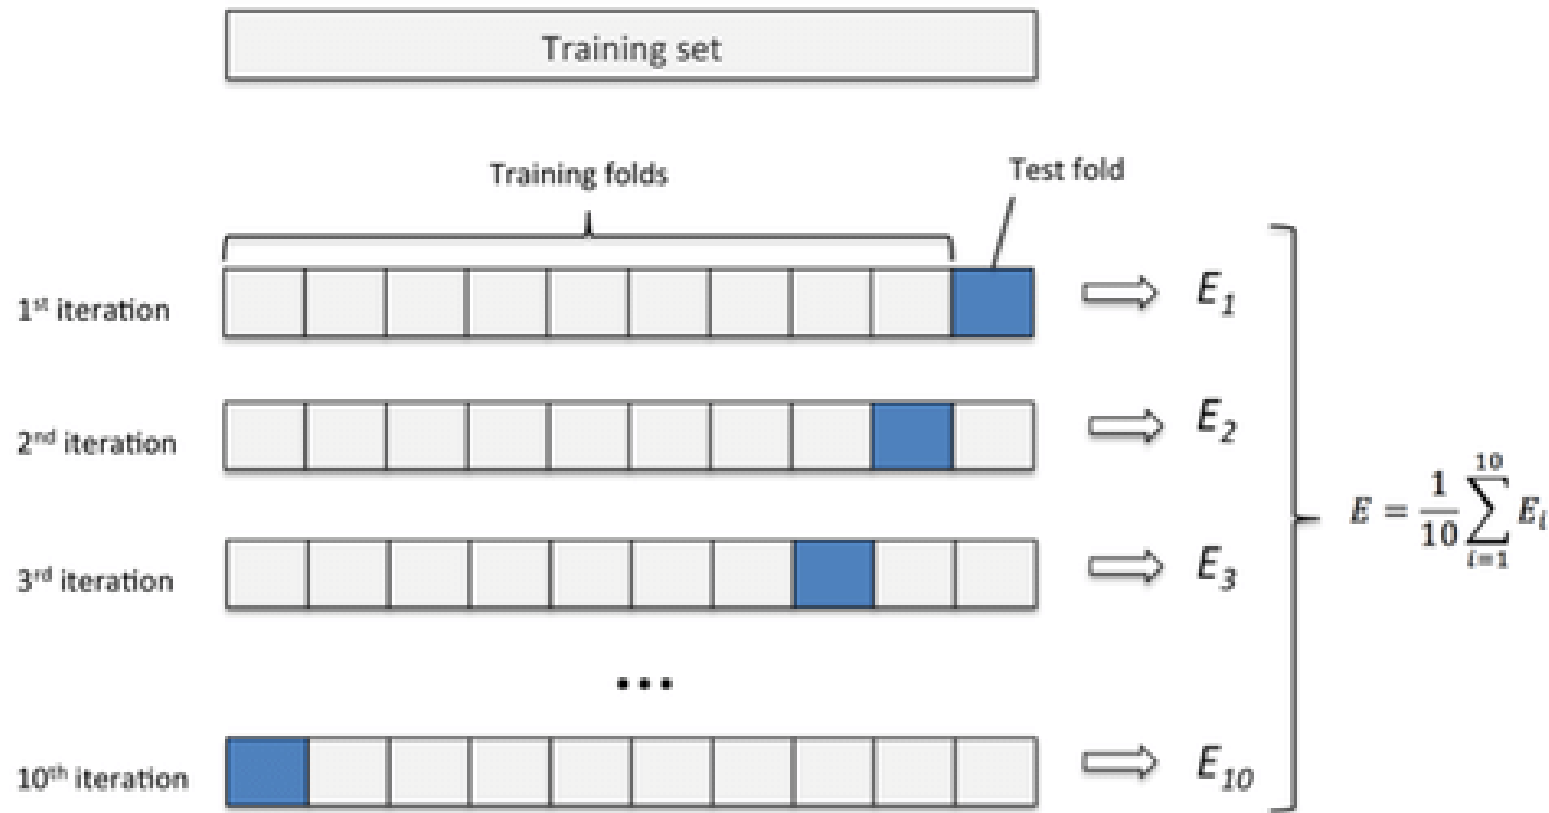 Training set
Training folds
Test fold
1st iteration
E1
2nd iteration
E2
E = 1/10 ∑ i=1 10 Ei
3rd iteration
E3
...
10th iteration
E10